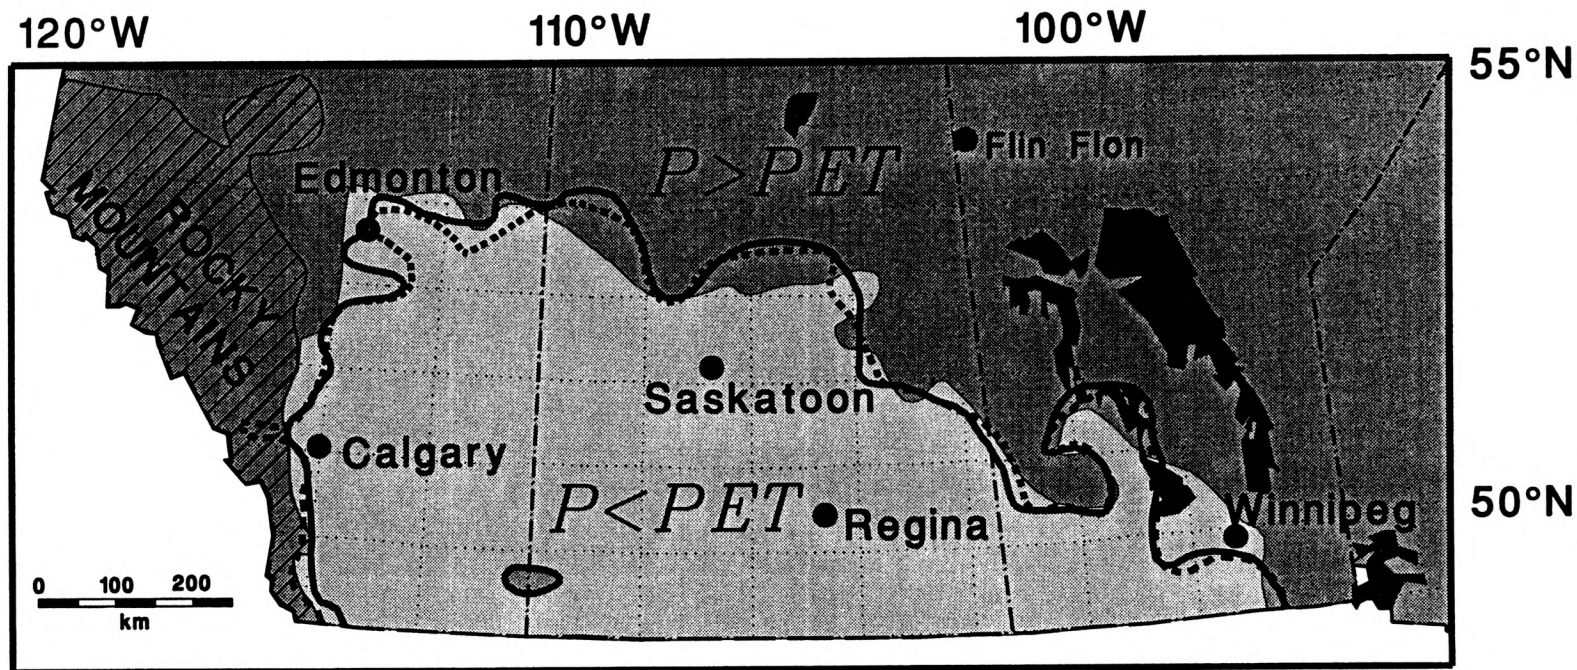 120°W 110°W 100°W
55°N
P>PET
Flin Flon
Edmonton
ROCKY
MOUNTAINS
Saskatoon
Calgary
P<PET
Regina
Winnipeg
50°N
0 100 200
km